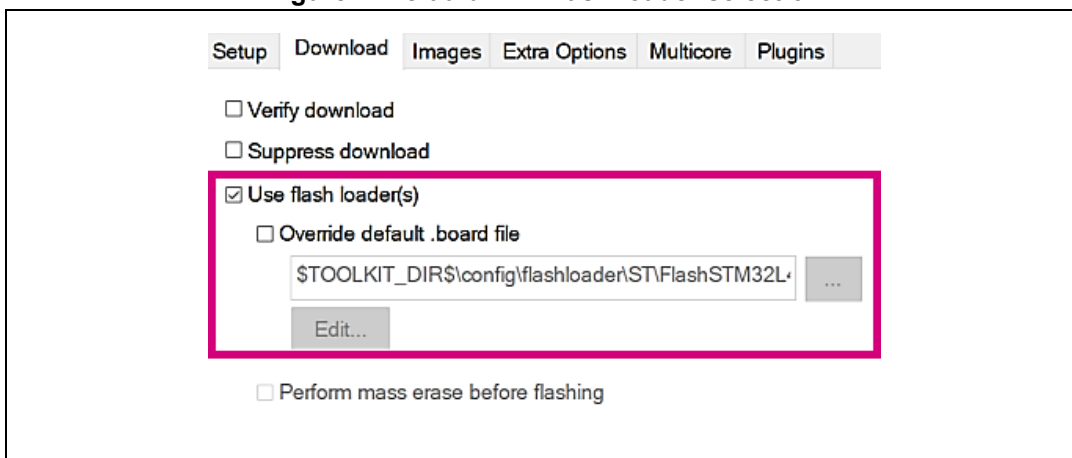 Setup Download Images Extra Options Multicore Plugins
Verify download
Suppress download
Use flash loader(s)
Override default .board file
$TOOLKIT_DIR$\config\flashloader\ST\FlashSTM32L
...
Edit...
Perform mass erase before flashing